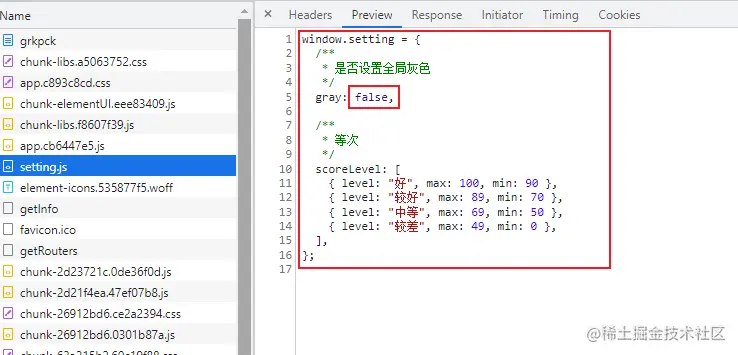 Name
grkpck
chunk-libs.a5063752.css
app.c893c8cd.css
chunk-elementUI.eee83409.js
chunk-libs.f8607f39.js
app.cb6447e5.js
setting.js
element-icons.535877f5.woff
getInfo
favicon.ico
getRouters
chunk-2d23721c.0de36f0d.js
chunk-2d21f4ea.47ef07b8.js
chunk-26912bd6.ce2a2394.css
chunk-26912bd6.0301b87a.js
Headers Preview Response Initiator Timing Cookies
1 window.setting = {
2 /**
3 * 是否设置全局灰色
4 */
5 gray: false,
6
7 /**
8 * 等次
9 */
10 scoreLevel: [
11 { level: "好", max: 100, min: 90 },
12 { level: "较好", max: 89, min: 70 },
13 { level: "中等", max: 69, min: 50 },
14 { level: "较差", max: 49, min: 0 },
15 ],
16 };
17
@稀土掘金技术社区